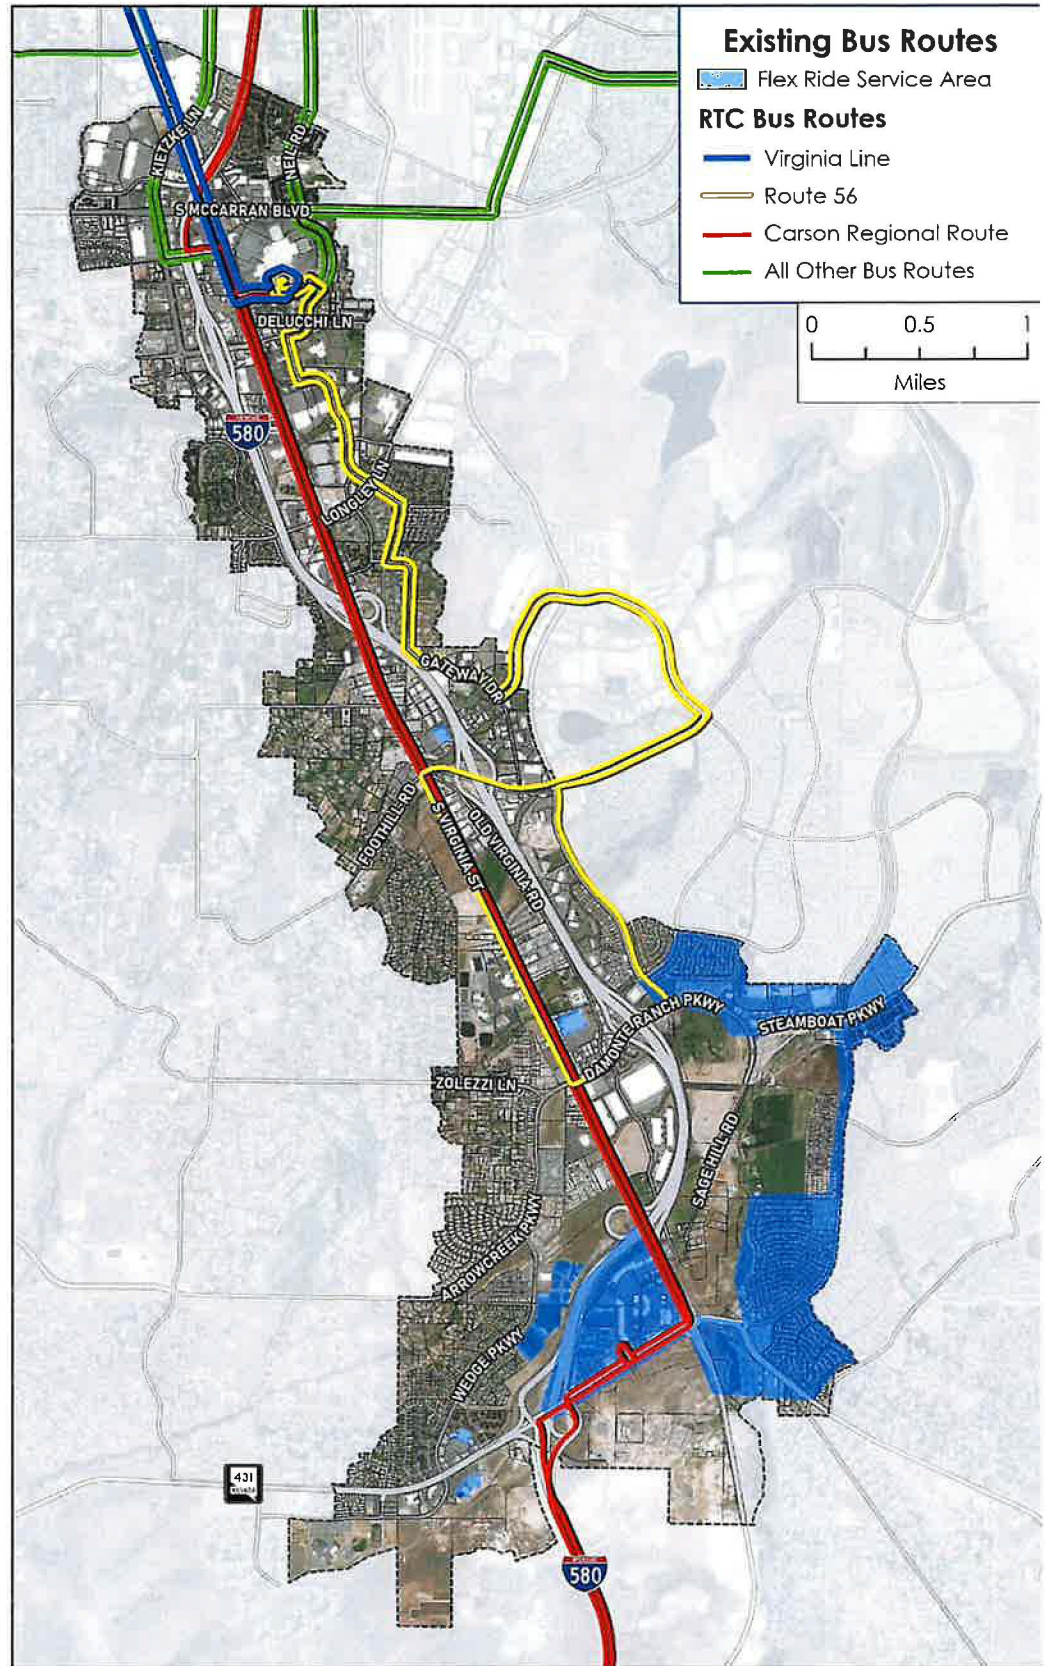 Existing Bus Routes
Flex Ride Service Area
RTC Bus Routes
Virginia Line
Route 56
Carson Regional Route
All Other Bus Routes
0 0.5 1
Miles
KIETZKE LN
NEIL RD
S MCCARRAN BLVD
DELUCCHI LN
580
LONGLEY LN
GATEWAY DR
FOOTHILL RD
S VIRGINIA ST
OLD VIRGINIA RD
DAMONTE RANCH PKWY
STEAMBOAT PKWY
ZOLEZZI LN
SAGE HILL RD
ARROWCREEK PKWY
WEDGE PKWY
431
580